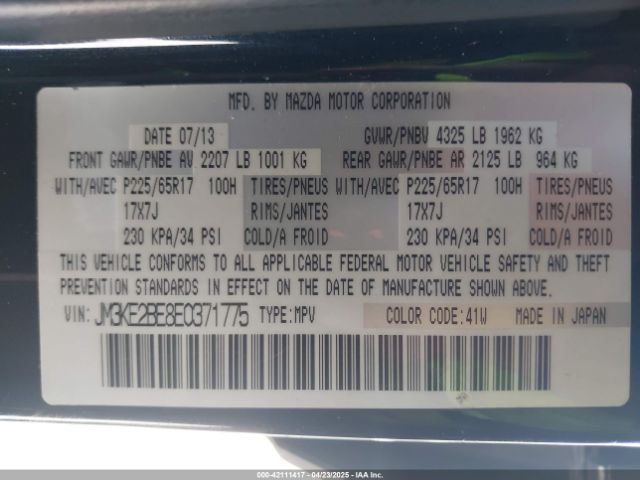 MFD. BY MAZDA MOTOR CORPORATION
DATE 07/13 GVWR/PNBV 4325 LB 1962 KG
FRONT GAWR/PNBE AV 2207 LB 1001 KG REAR GAWR/PNBE AR 2125 LB 964 KG
WITH/AVEC P225/65R17 100H TIRES/PNEUS WITH/AVEC P225/65R17 100H TIRES/PNEUS
17X7J RIMS/JANTES 17X7J RIMS/JANTES
230 KPA/34 PSI COLD/A FROID 230 KPA/34 PSI COLD/A FROID
THIS VEHICLE CONFORMS TO ALL APPLICABLE FEDERAL MOTOR VEHICLE SAFETY AND THEFT
PREVENTION STANDARDS IN EFFECT ON THE DATE OF MANUFACTURE SHOWN ABOVE.
VIN: JM3KE2BE8E0371775 TYPE:MPV COLOR CODE:41W MADE IN JAPAN
000-42111417 - 04/23/2025 - IAA Inc.